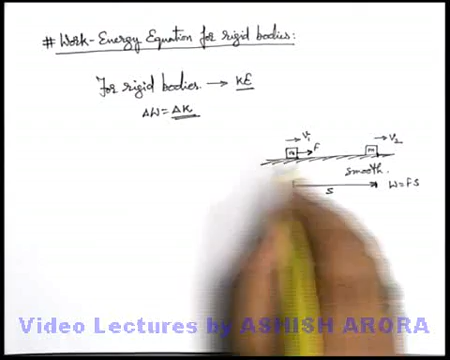 # Work-Energy Equation for rigid bodies:
For rigid bodies → KE
ΔW = ΔK
V₁
V₂
m
F
m
smooth.
S
W = FS
Video Lectures by ASHISH ARORA